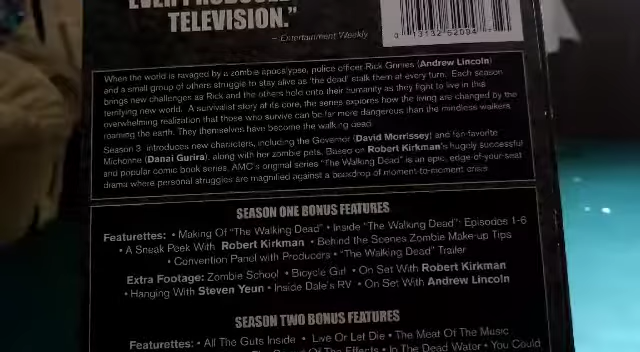 TELEVISION."
– Entertainment Weekly
When the world is ravaged by a zombie apocalypse, police officer Rick Grimes (Andrew Lincoln)
and a small group of others struggle to stay alive as 'the dead' stalk them at every turn. Each season
brings new challenges as Rick and the others hold onto their humanity as they fight to live in this
terrifying new world. A survivalist story at its core, the series explores how the living are changed by the
overwhelming realization that those who survive can be far more dangerous than the mindless walkers
roaming the earth. They themselves have become the walking dead.
Season 3 introduces new characters, including the Governor (David Morrissey) and fan-favorite
Michonne (Danai Gurira), along with her zombie pets. Based on Robert Kirkman's hugely successful
and popular comic book series, AMC's original series "The Walking Dead" is an epic, edge-of-your-seat
drama where personal struggles are magnified against a backdrop of moment-to-moment crisis
SEASON ONE BONUS FEATURES
Featurettes: • Making Of "The Walking Dead" • Inside "The Walking Dead": Episodes 1-6
• A Sneak Peek With Robert Kirkman • Behind the Scenes Zombie Make-up Tips
• Convention Panel with Producers • "The Walking Dead" Trailer
Extra Footage: Zombie School • Bicycle Girl • On Set With Robert Kirkman
• Hanging With Steven Yeun • Inside Dale's RV • On Set With Andrew Lincoln
SEASON TWO BONUS FEATURES
Featurettes: • All The Guts Inside • Live Or Let Die • The Meat Of The Music
Of The Effects • In The Dead Water • You Could